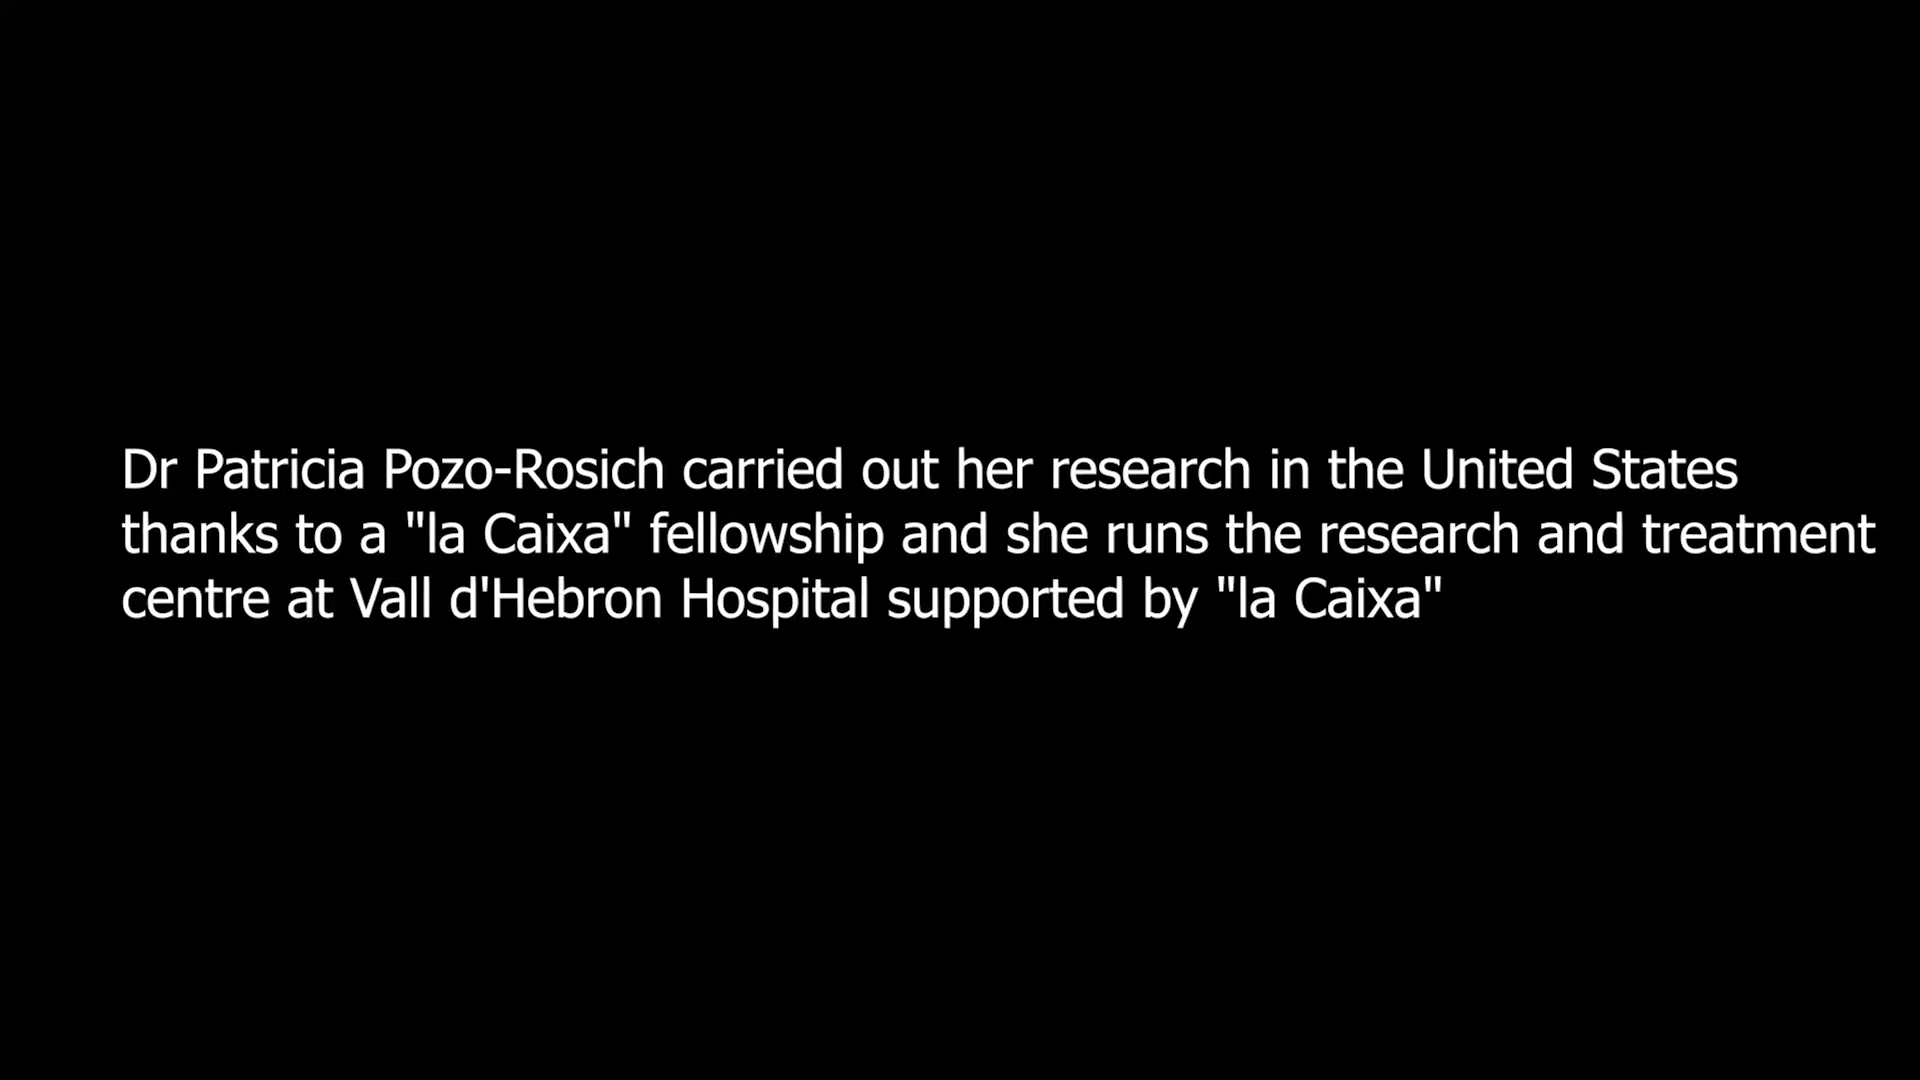 Dr Patricia Pozo-Rosich carried out her research in the United States
thanks to a "la Caixa" fellowship and she runs the research and treatment
centre at Vall d'Hebron Hospital supported by "la Caixa"